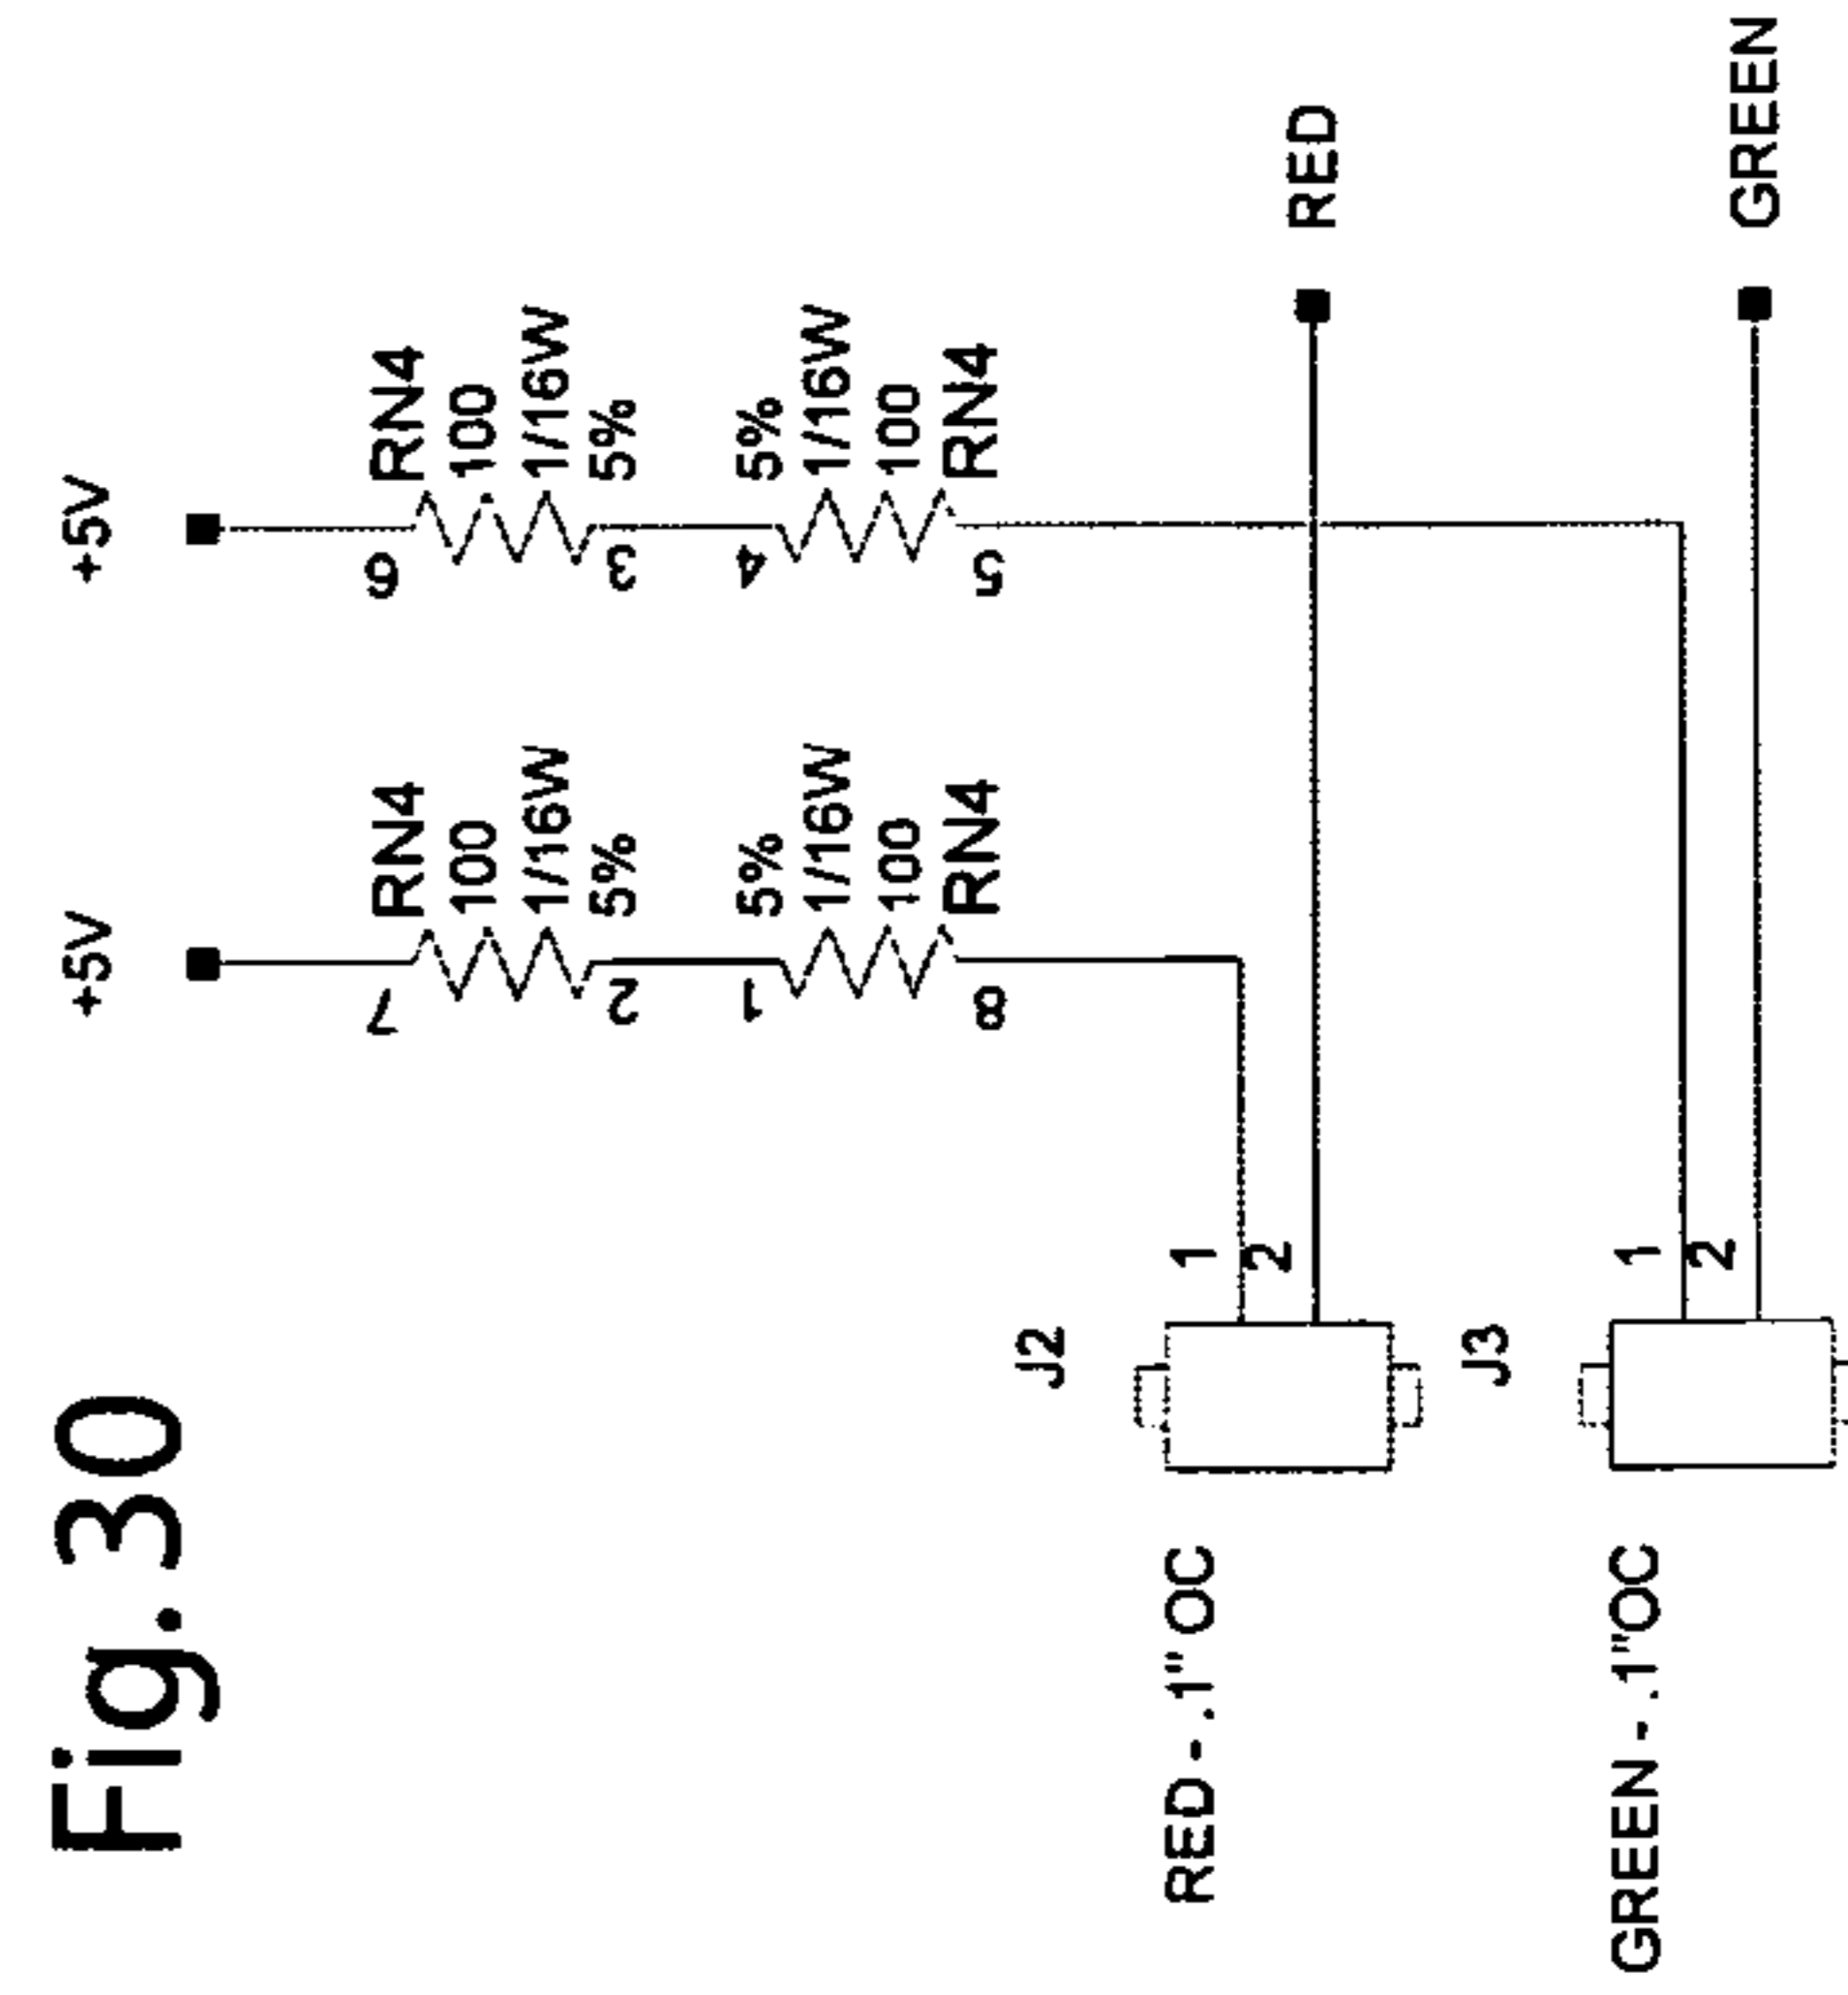 Fig. 30
+5V
+5V
7
RN4
100
1/16W
5%
2
1
5%
1/16W
100
RN4
8
6
RN4
100
1/16W
5%
3
4
5%
1/16W
100
RN4
5
J2
RED - .1" OC
1
2
RED
J3
GREEN - .1"OC
1
2
GREEN